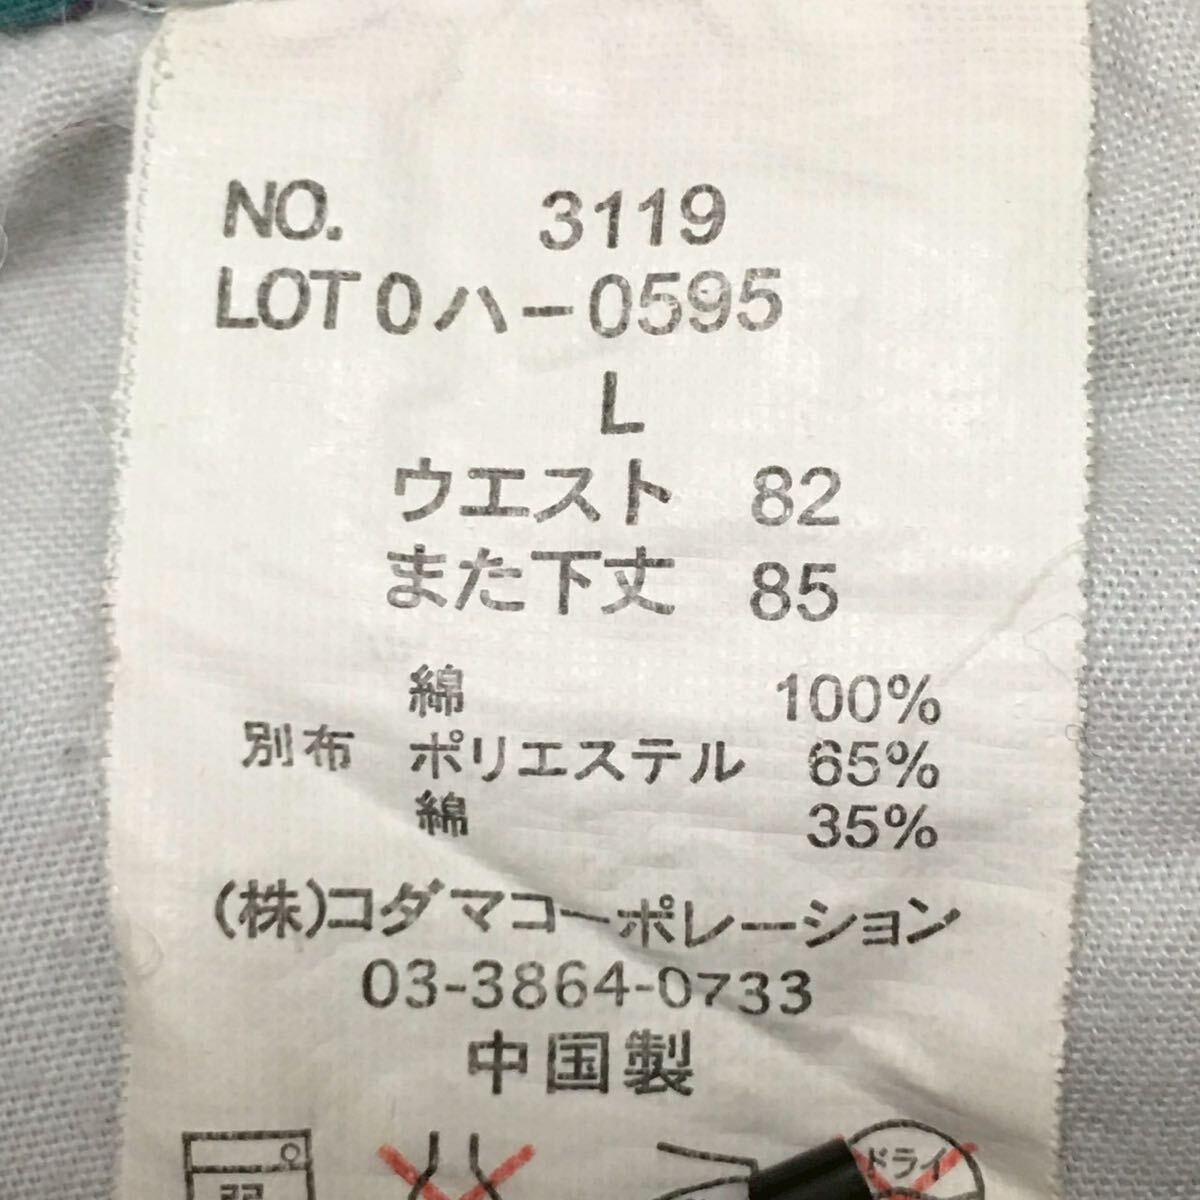 NO. 3119
LOT 0ハ-0595
L
ウエスト 82
また下丈 85
綿 100%
別布 ポリエステル 65%
綿 35%
(株)コダマコーポレーション
03-3864-0733
中国製
ドライ